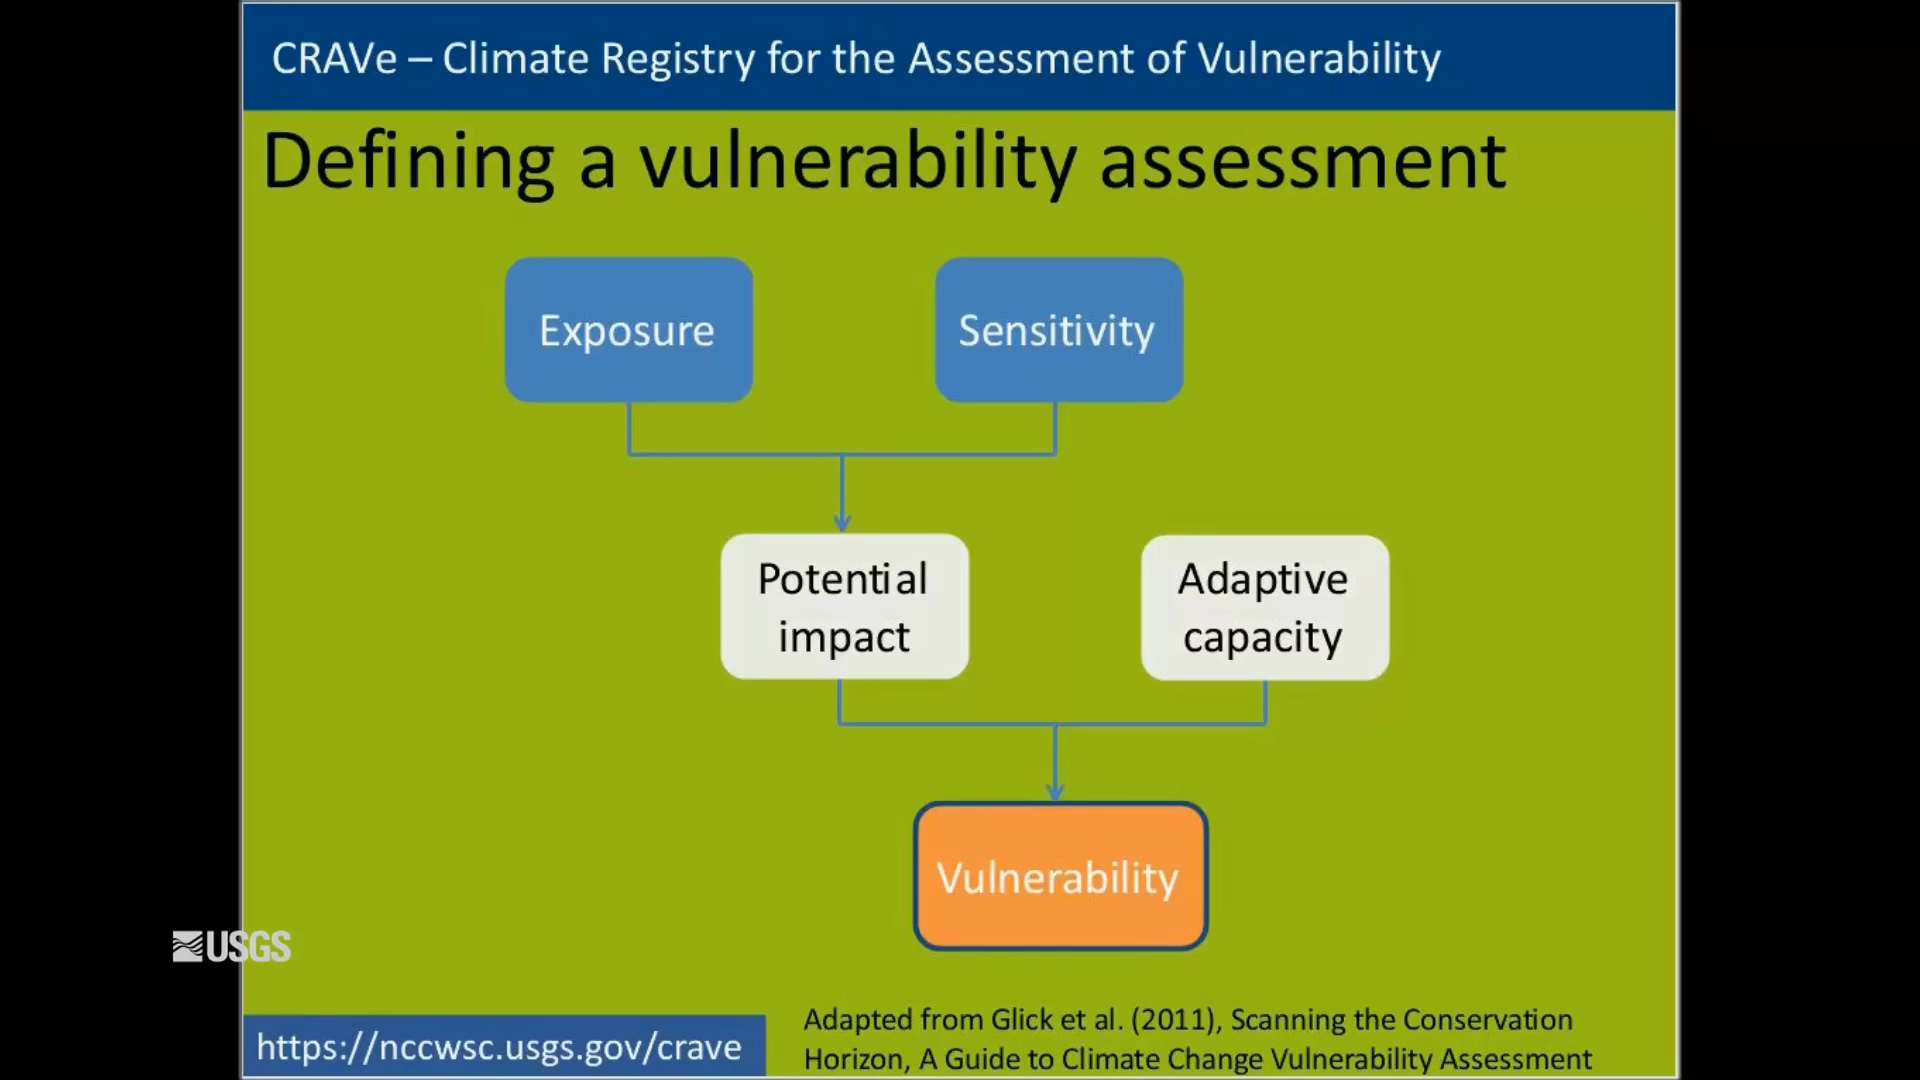 CRAVe – Climate Registry for the Assessment of Vulnerability
Defining a vulnerability assessment
Exposure
Sensitivity
Potential
impact
Adaptive
capacity
Vulnerability
USGS
https://nccwsc.usgs.gov/crave
Adapted from Glick et al. (2011), Scanning the Conservation
Horizon, A Guide to Climate Change Vulnerability Assessment